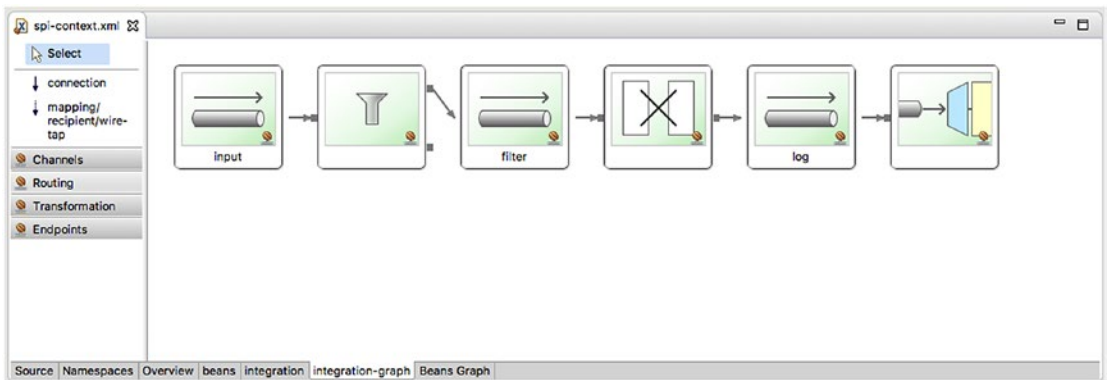 spi-context.xml
Select
connection
mapping/
recipient/wire-
tap
Channels
Routing
Transformation
Endpoints
input
filter
log
Source Namespaces Overview beans integration integration-graph Beans Graph